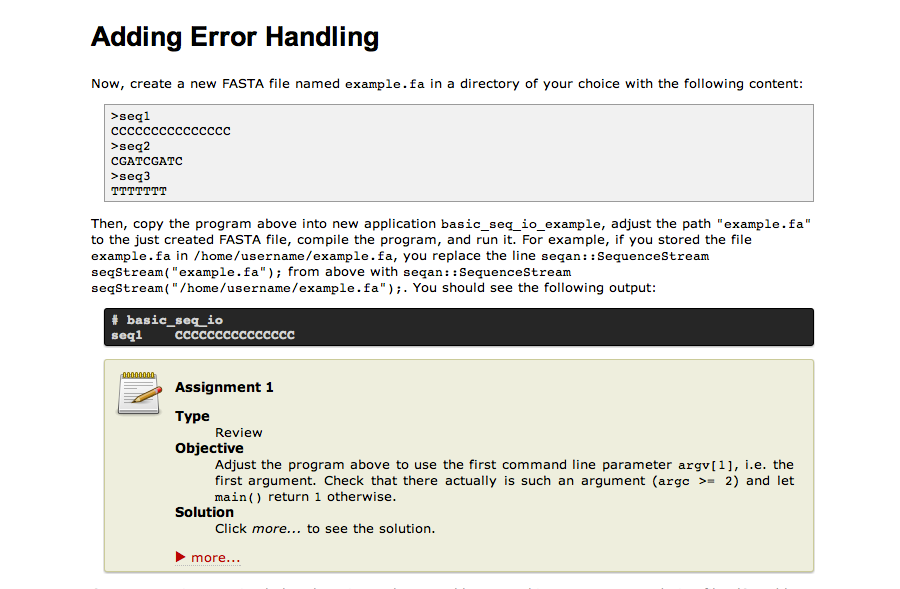 Adding Error Handling
Now, create a new FASTA file named example.fa in a directory of your choice with the following content:
>seq1
CCCCCCCCCCCCCCC
>seq2
CGATCGATC
>seq3
TTTTTTT
Then, copy the program above into new application basic_seq_io_example, adjust the path "example.fa"
to the just created FASTA file, compile the program, and run it. For example, if you stored the file
example.fa in /home/username/example.fa, you replace the line seqan::SequenceStream
seqStream("example.fa"); from above with seqan::SequenceStream
seqStream("/home/username/example.fa");. You should see the following output:
# basic_seq_io
seq1    CCCCCCCCCCCCCCC
Assignment 1
Type
Review
Objective
Adjust the program above to use the first command line parameter argv[1], i.e. the
first argument. Check that there actually is such an argument (argc >= 2) and let
main() return 1 otherwise.
Solution
Click more... to see the solution.
more...